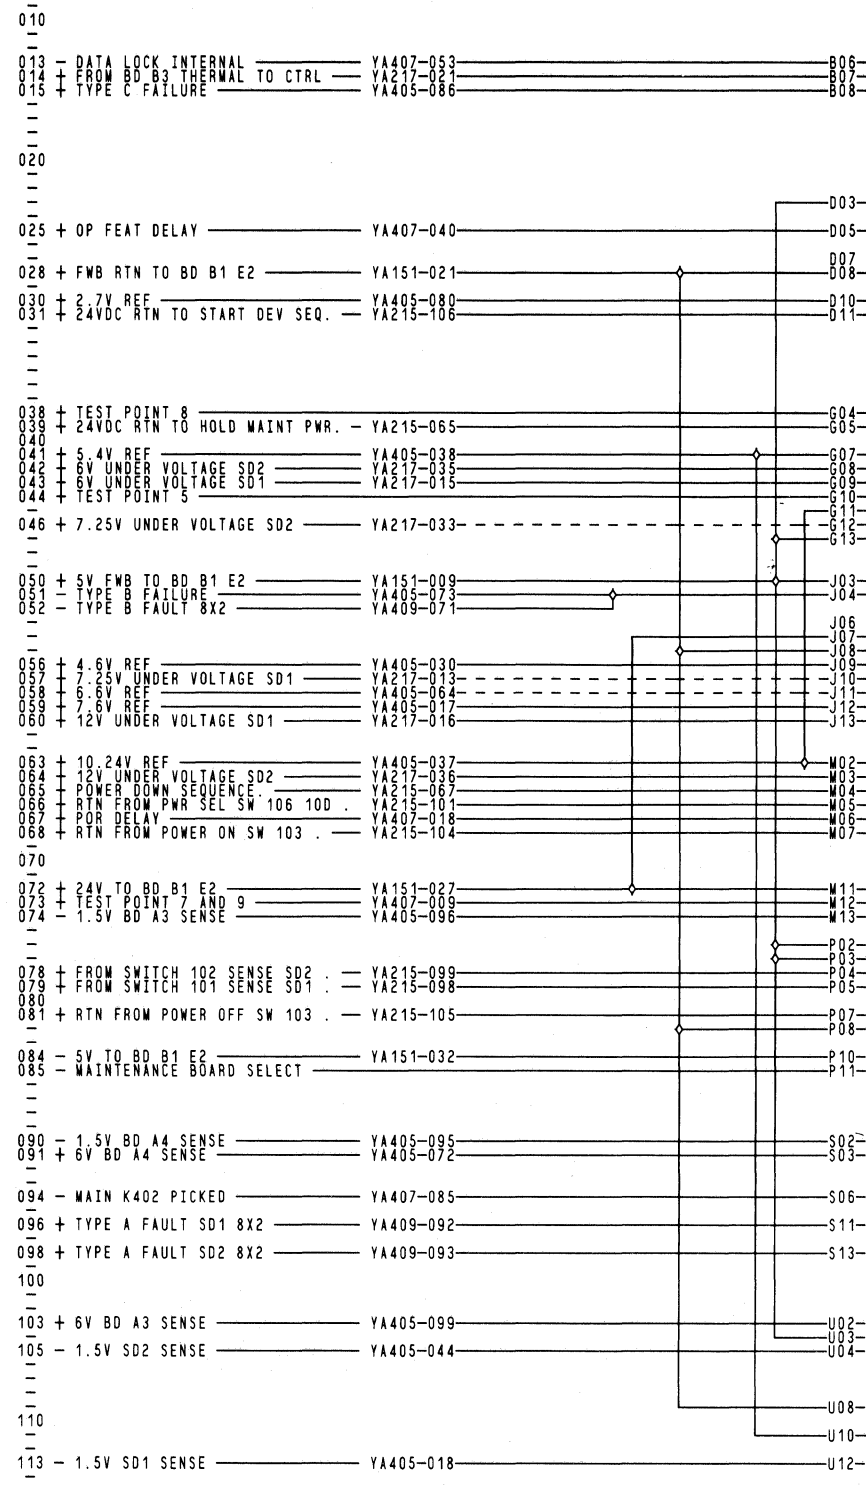 010
013 - DATA LOCK INTERNAL YA407-053 B06
014 + FROM BD B3 THERMAL TO CTRL YA217-021 B07
015 + TYPE C FAILURE YA405-086 B08
020
D03
025 + OP FEAT DELAY YA407-040 D05
D07
028 + FWB RTN TO BD B1 E2 YA151-021 D08
030 + 2.7V REF YA405-080 D10
031 + 24VDC RTN TO START DEV SEQ. YA215-106 D11
038 + TEST POINT 8 G04
039 + 24VDC RTN TO HOLD MAINT PWR. YA215-065 G05
040
041 + 5.4V REF YA405-038 G07
042 + 6V UNDER VOLTAGE SD2 YA217-035 G08
043 + 6V UNDER VOLTAGE SD1 YA217-015 G09
044 + TEST POINT 5 G10
G11
046 + 7.25V UNDER VOLTAGE SD2 YA217-033 G12
G13
050 + 5V FWB TO BD B1 E2 YA151-009 J03
051 - TYPE B FAILURE YA405-073 J04
052 - TYPE B FAULT 8X2 YA409-071
J06
J07
J08
056 + 4.6V REF YA405-030 J09
057 + 7.25V UNDER VOLTAGE SD1 YA217-013 J10
058 + 6.6V REF YA405-064 J11
059 + 7.6V REF YA405-017 J12
060 + 12V UNDER VOLTAGE SD1 YA217-016 J13
063 + 10.24V REF YA405-037 M02
064 + 12V UNDER VOLTAGE SD2 YA217-036 M03
065 + POWER DOWN SEQUENCE. YA215-067 M04
066 + RTN FROM PWR SEL SW 106 10D . YA215-101 M05
067 + POR DELAY YA407-018 M06
068 + RTN FROM POWER ON SW 103 . YA215-104 M07
070
072 + 24V TO BD B1 E2 YA151-027 M11
073 + TEST POINT 7 AND 9 YA407-009 M12
074 - 1.5V BD A3 SENSE YA405-096 M13
P02
P03
078 + FROM SWITCH 102 SENSE SD2 . YA215-099 P04
079 + FROM SWITCH 101 SENSE SD1 . YA215-098 P05
080
081 + RTN FROM POWER OFF SW 103 . YA215-105 P07
P08
084 - 5V TO BD B1 E2 YA151-032 P10
085 - MAINTENANCE BOARD SELECT P11
090 - 1.5V BD A4 SENSE YA405-095 S02
091 + 6V BD A4 SENSE YA405-072 S03
094 - MAIN K402 PICKED YA407-085 S06
096 + TYPE A FAULT SD1 8X2 YA409-092 S11
098 + TYPE A FAULT SD2 8X2 YA409-093 S13
100
103 + 6V BD A3 SENSE YA405-099 U02
U03
105 - 1.5V SD2 SENSE YA405-044 U04
U08
110
U10
113 - 1.5V SD1 SENSE YA405-018 U12